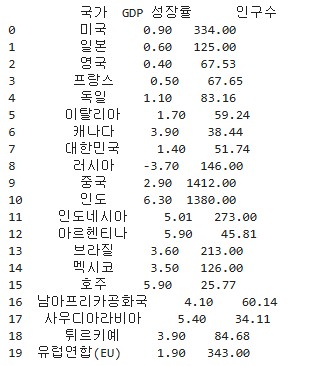 국가 GDP 성장률 인구수
0 미국 0.90 334.00
1 일본 0.60 125.00
2 영국 0.40 67.53
3 프랑스 0.50 67.65
4 독일 1.10 83.16
5 이탈리아 1.70 59.24
6 캐나다 3.90 38.44
7 대한민국 1.40 51.74
8 러시아 -3.70 146.00
9 중국 2.90 1412.00
10 인도 6.30 1380.00
11 인도네시아 5.01 273.00
12 아르헨티나 5.90 45.81
13 브라질 3.60 213.00
14 멕시코 3.50 126.00
15 호주 5.90 25.77
16 남아프리카공화국 4.10 60.14
17 사우디아라비아 5.40 34.11
18 튀르키예 3.90 84.68
19 유럽연합(EU) 1.90 343.00